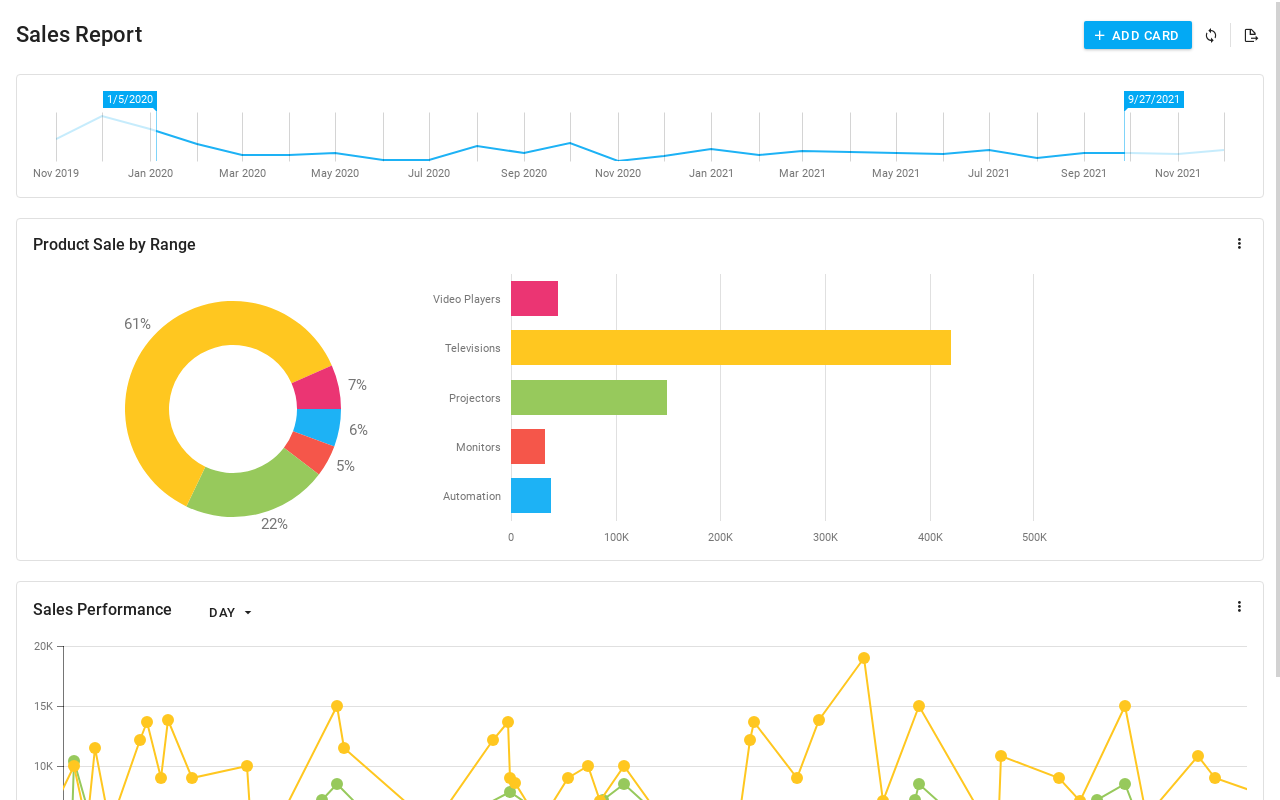 Sales Report
ADD CARD
1/5/2020
9/27/2021
Nov 2019 Jan 2020 Mar 2020 May 2020 Jul 2020 Sep 2020 Nov 2020 Jan 2021 Mar 2021 May 2021 Jul 2021 Sep 2021 Nov 2021
Product Sale by Range
61%
7%
6%
5%
22%
Video Players
Televisions
Projectors
Monitors
Automation
0 100K 200K 300K 400K 500K
Sales Performance
DAY
20K
15K
10K